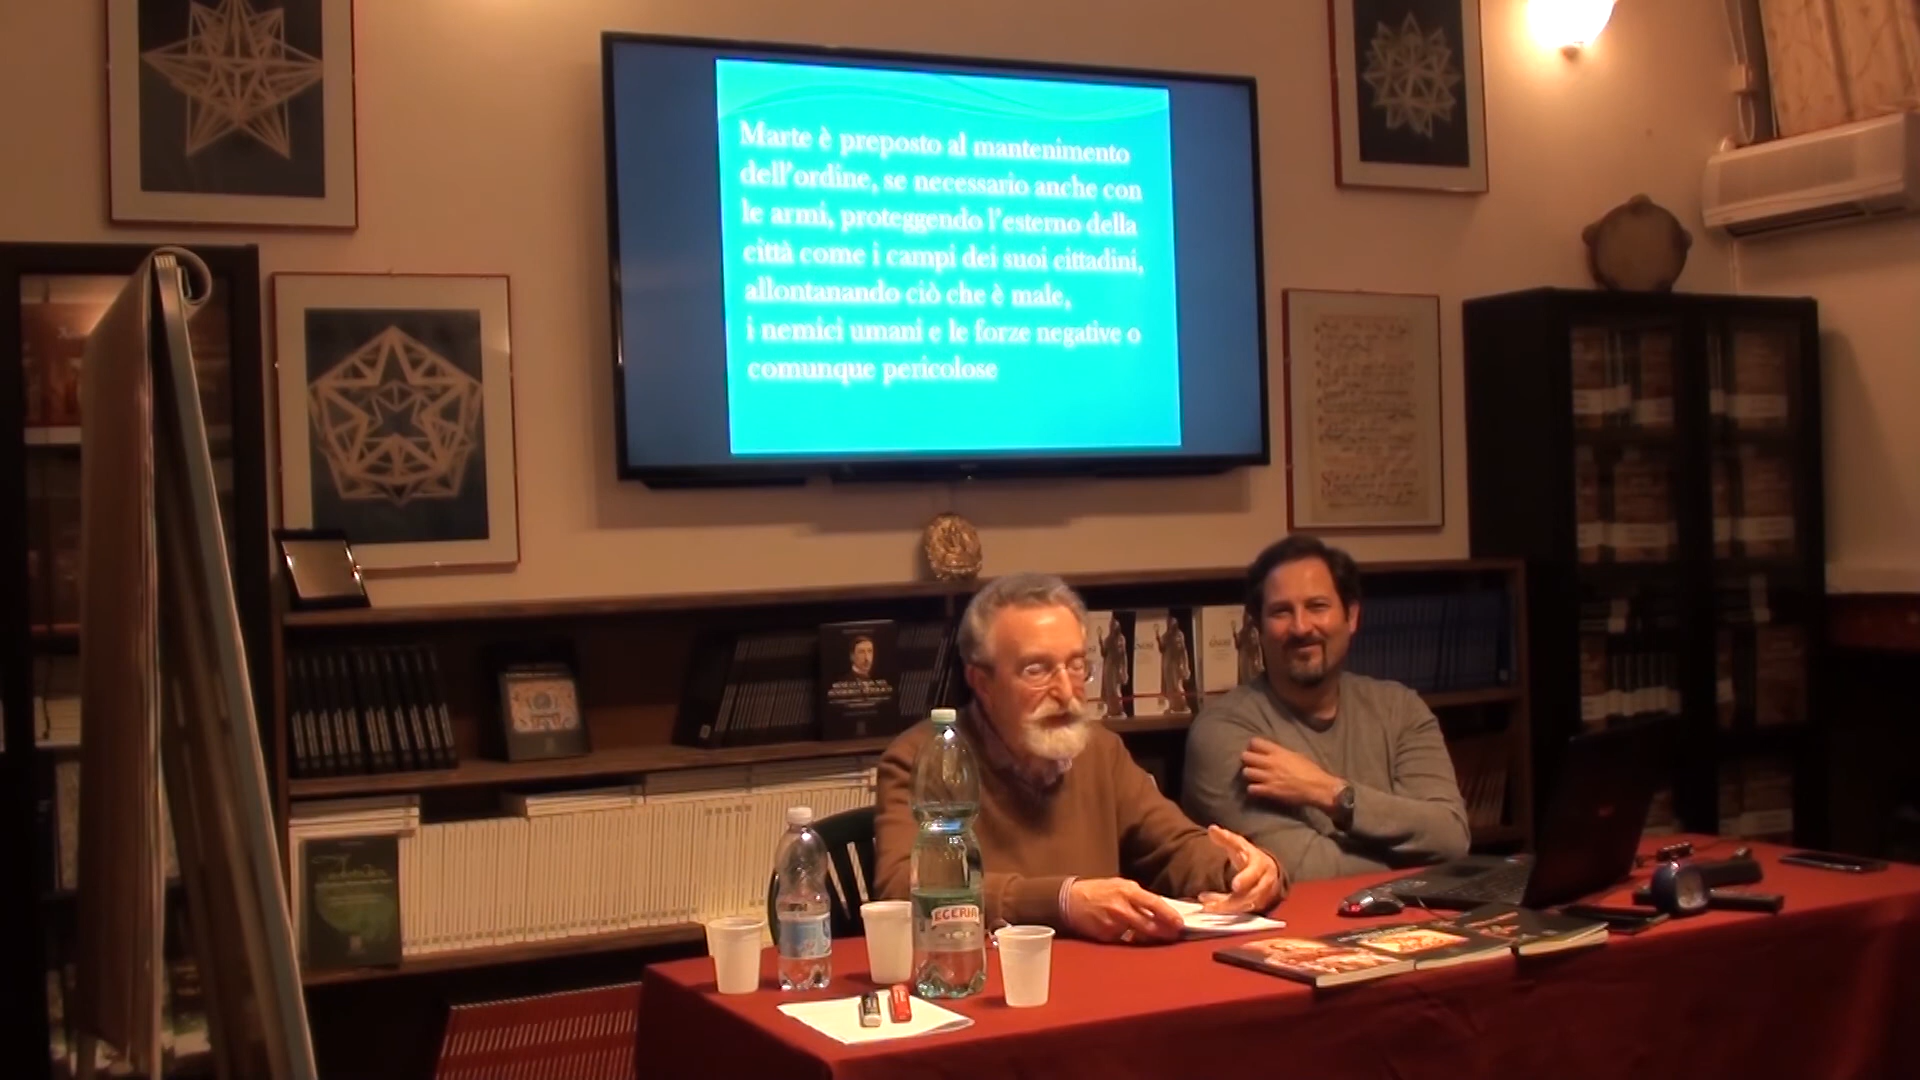 Marte è preposto al mantenimento
dell'ordine, se necessario anche con
le armi, proteggendo l'esterno della
città come i campi dei suoi cittadini,
allontanando ciò che è male,
i nemici umani e le forze negative o
comunque pericolose
EGERIA